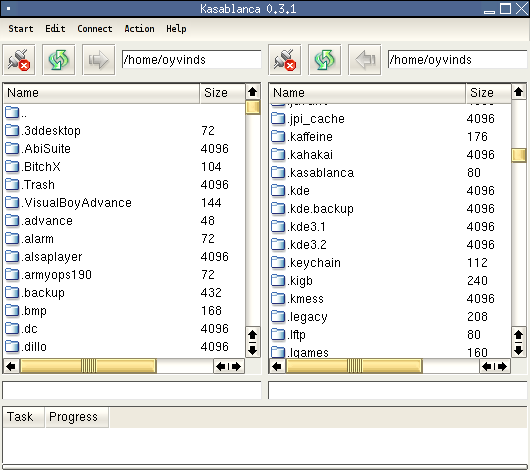 Kasablanca 0.3.1
Start Edit Connect Action Help
/home/oyvinds
/home/oyvinds
Name Size
..
.3ddesktop 72
.AbiSuite 4096
.BitchX 104
.Trash 4096
.VisualBoyAdvance 144
.advance 48
.alarm 72
.alsaplayer 4096
.armyops190 72
.backup 432
.bmp 168
.dc 4096
.dillo 4096
Name Size
.jpi_cache 4096
.kaffeine 176
.kahakai 4096
.kasablanca 80
.kde 4096
.kde.backup 4096
.kde3.1 4096
.kde3.2 4096
.keychain 112
.kigb 240
.kmess 4096
.legacy 208
.lftp 80
.lgames 160
Task Progress